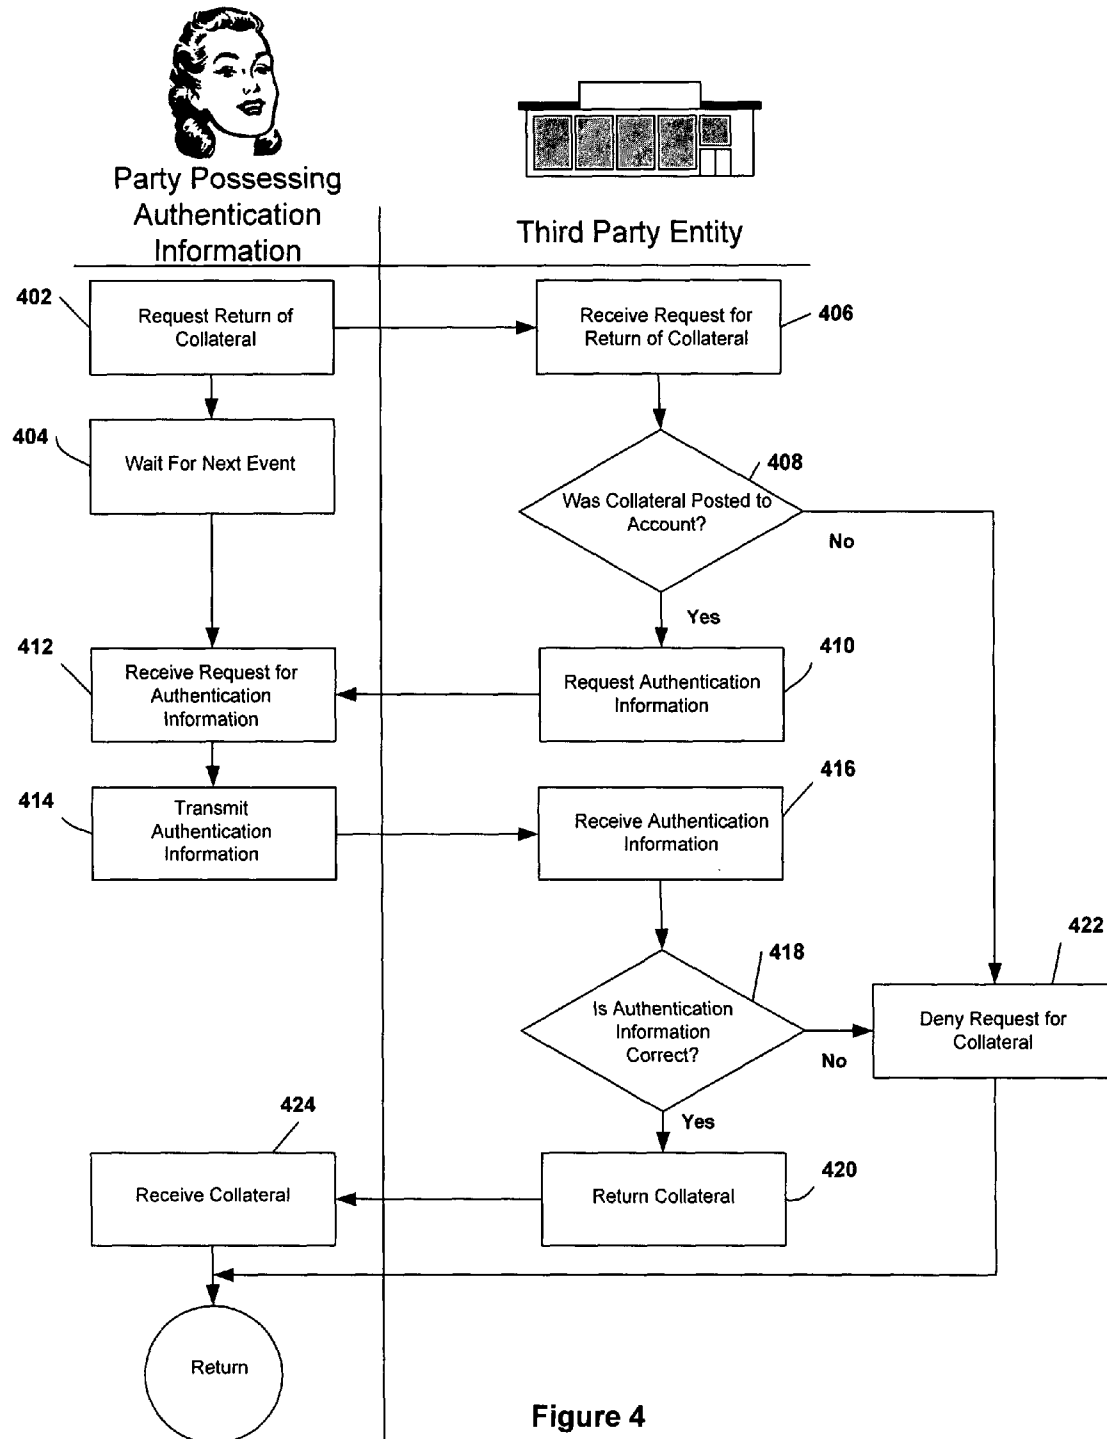 Party Possessing
Authentication
Information
Third Party Entity
402
Request Return of
Collateral
Receive Request for
Return of Collateral
406
404
Wait For Next Event
408
Was Collateral Posted to
Account?
No
Yes
412
Receive Request for
Authentication
Information
Request Authentication
Information
410
414
Transmit
Authentication
Information
Receive Authentication
Information
416
418
Is Authentication
Information
Correct?
No
422
Deny Request for
Collateral
Yes
424
Receive Collateral
Return Collateral
420
Return
Figure 4